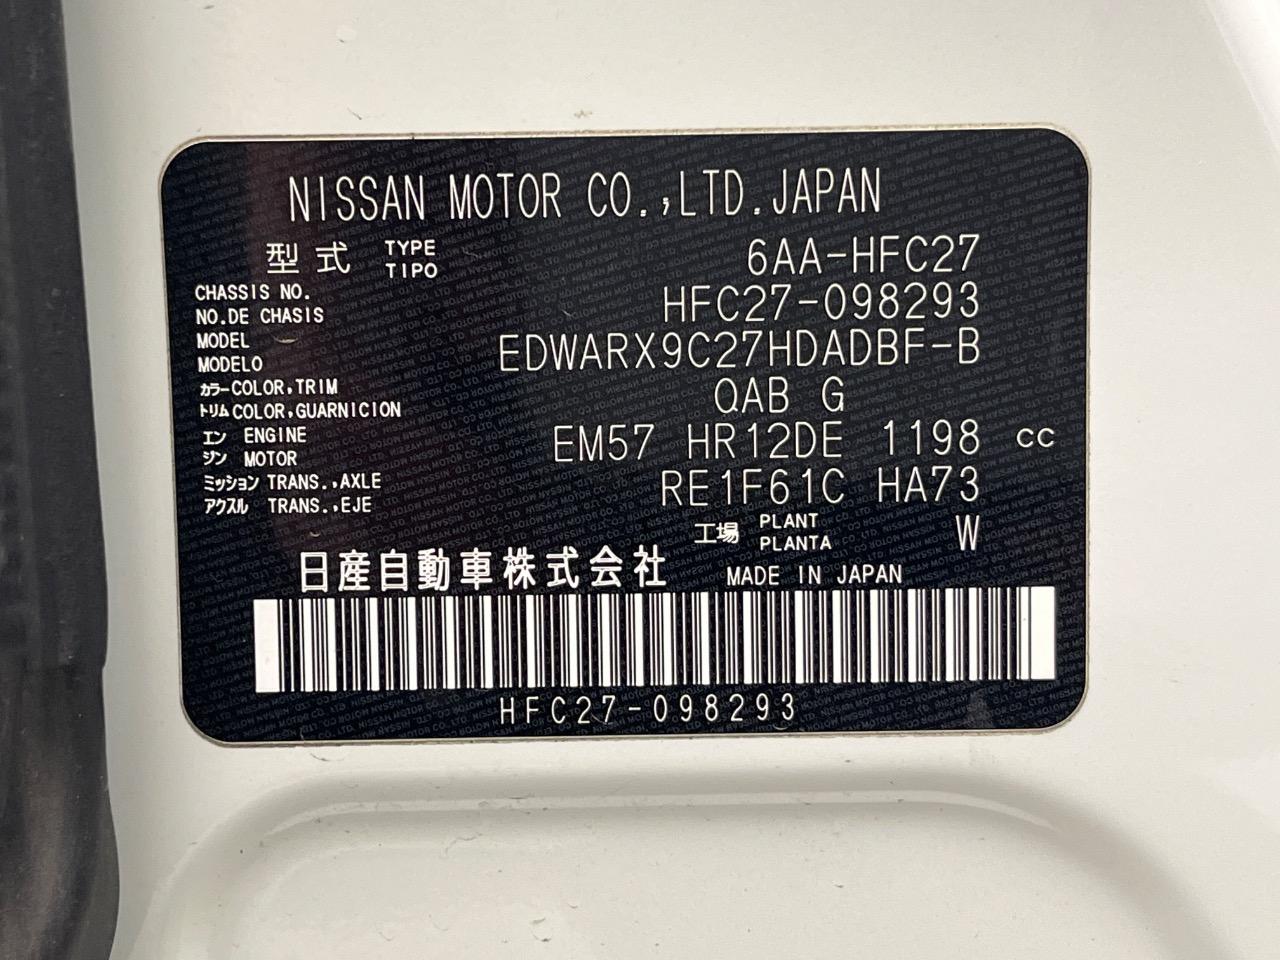 NISSAN MOTOR CO.,LTD.JAPAN
型式 TYPE TIPO 6AA-HFC27
CHASSIS NO. NO.DE CHASIS HFC27-098293
MODEL MODELO EDWARX9C27HDADBF-B
カラー COLOR,TRIM トリム COLOR,GUARNICION QAB G
エンジン ENGINE MOTOR EM57 HR12DE 1198 cc
ミッション TRANS.,AXLE アクスル TRANS.,EJE RE1F61C HA73
工場 PLANT PLANTA W
日産自動車株式会社 MADE IN JAPAN
HFC27-098293